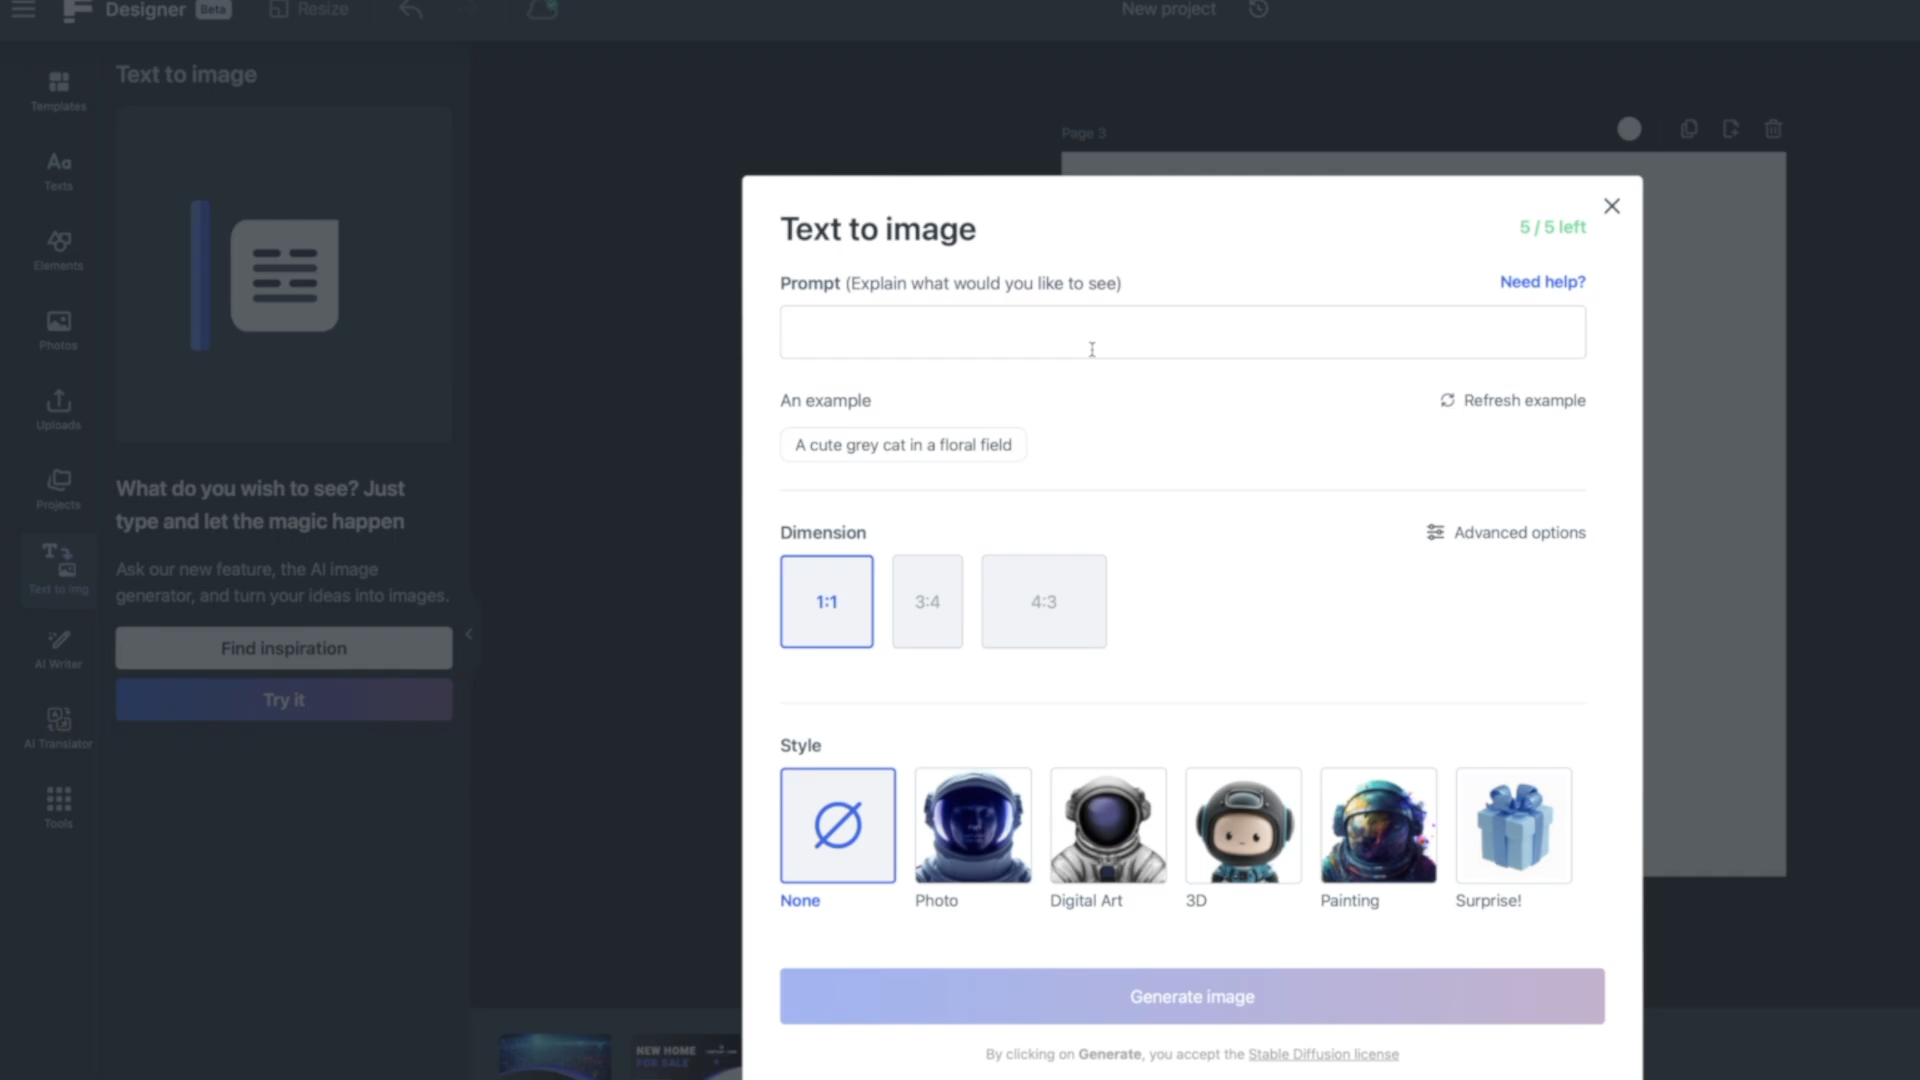 Designer Beta
Resize
New project
Templates
Texts
Elements
Photos
Uploads
Projects
Text to img
AI Writer
AI Translator
Tools
Text to image
What do you wish to see? Just
type and let the magic happen
Ask our new feature, the AI image
generator, and turn your ideas into images.
Find inspiration
Try it
Page 3
Text to image
5 / 5 left
Prompt (Explain what would you like to see)
Need help?
An example
Refresh example
A cute grey cat in a floral field
Dimension
Advanced options
1:1
3:4
4:3
Style
None
Photo
Digital Art
3D
Painting
Surprise!
Generate image
By clicking on Generate, you accept the Stable Diffusion license
NEW HOME
FOR SALE